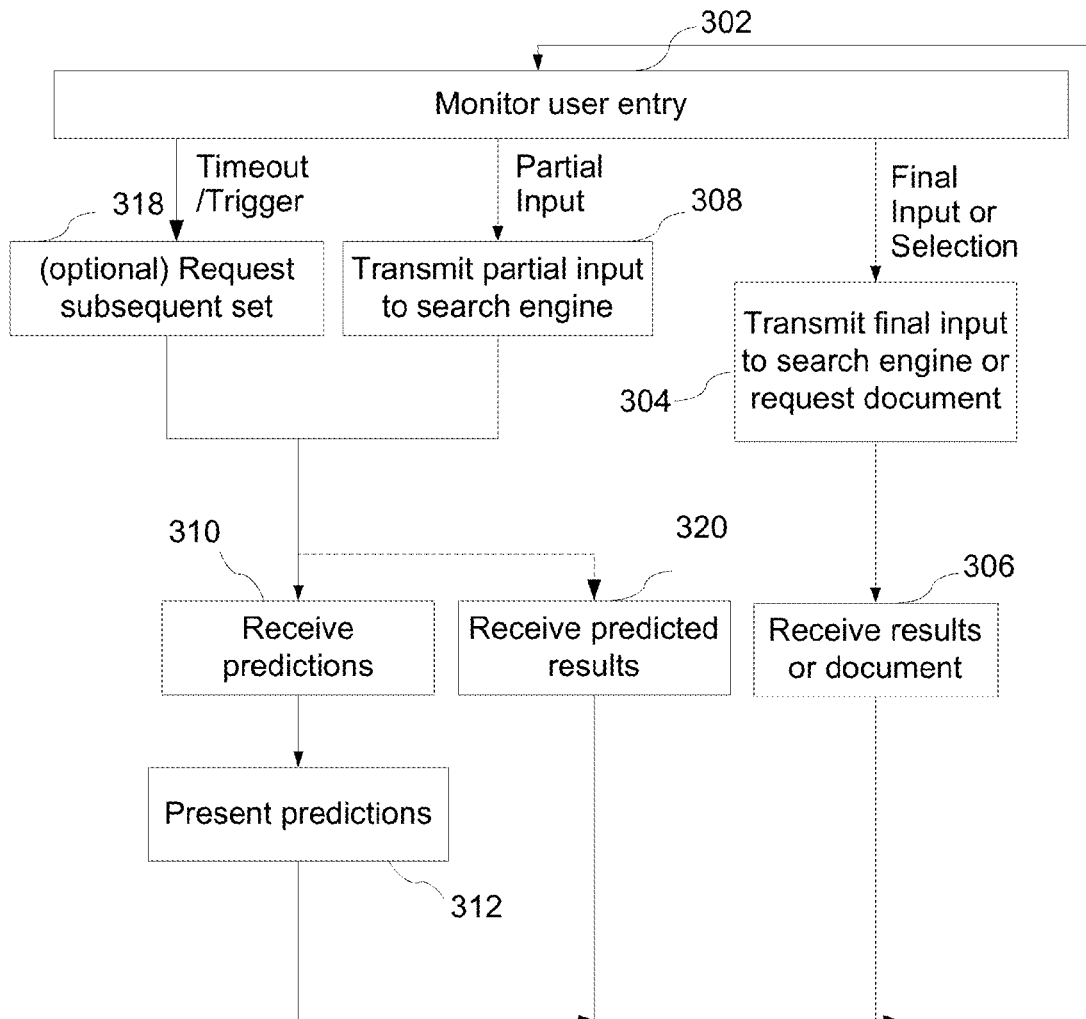 302
Monitor user entry
Timeout
/Trigger
Partial
Input
Final
Input or
Selection
318
308
(optional) Request
subsequent set
Transmit partial input
to search engine
Transmit final input
to search engine or
request document
304
310
320
306
Receive
predictions
Receive predicted
results
Receive results
or document
Present predictions
312